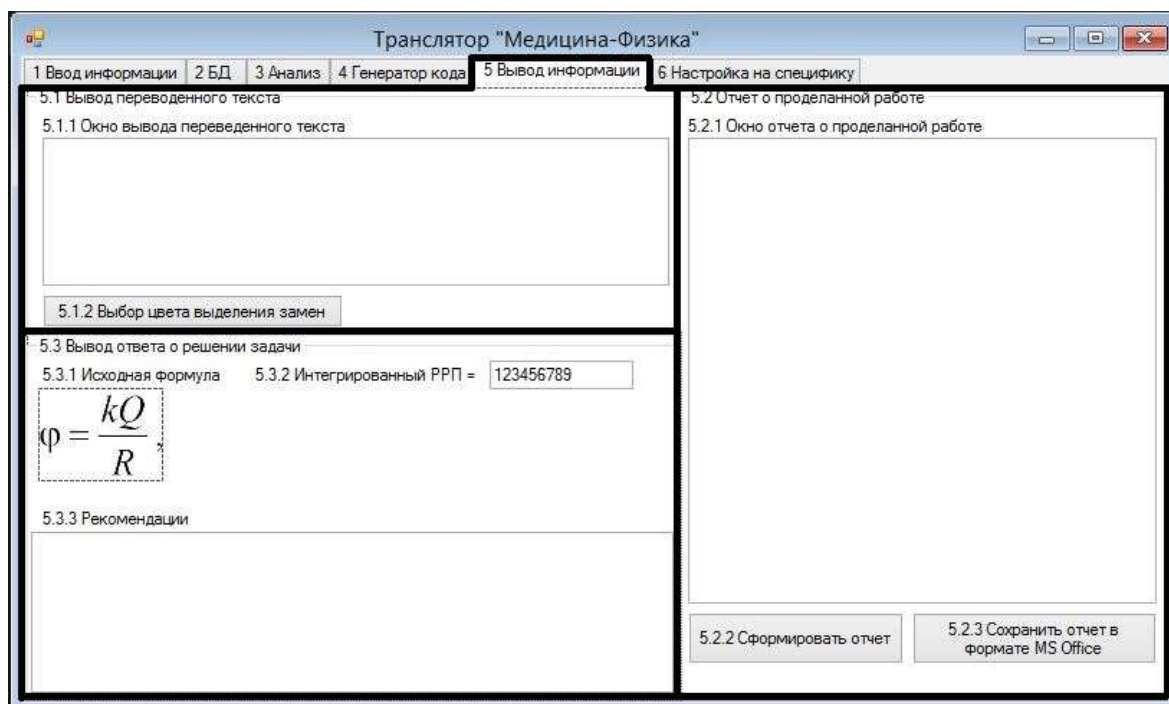 Транслятор "Медицина-Физика"
1 Ввод информации 2 БД 3 Анализ 4 Генератор кода 5 Вывод информации 6 Настройка на специфику
5.1 Вывод переводенного текста
5.1.1 Окно вывода переведенного текста
5.1.2 Выбор цвета выделения замен
5.3 Вывод ответа о решении задачи
5.3.1 Исходная формула 5.3.2 Интегрированный РРП = 123456789
φ = kQ/R ,
5.3.3 Рекомендации
5.2 Отчет о проделанной работе
5.2.1 Окно отчета о проделанной работе
5.2.2 Сформировать отчет
5.2.3 Сохранить отчет в
формате MS Office